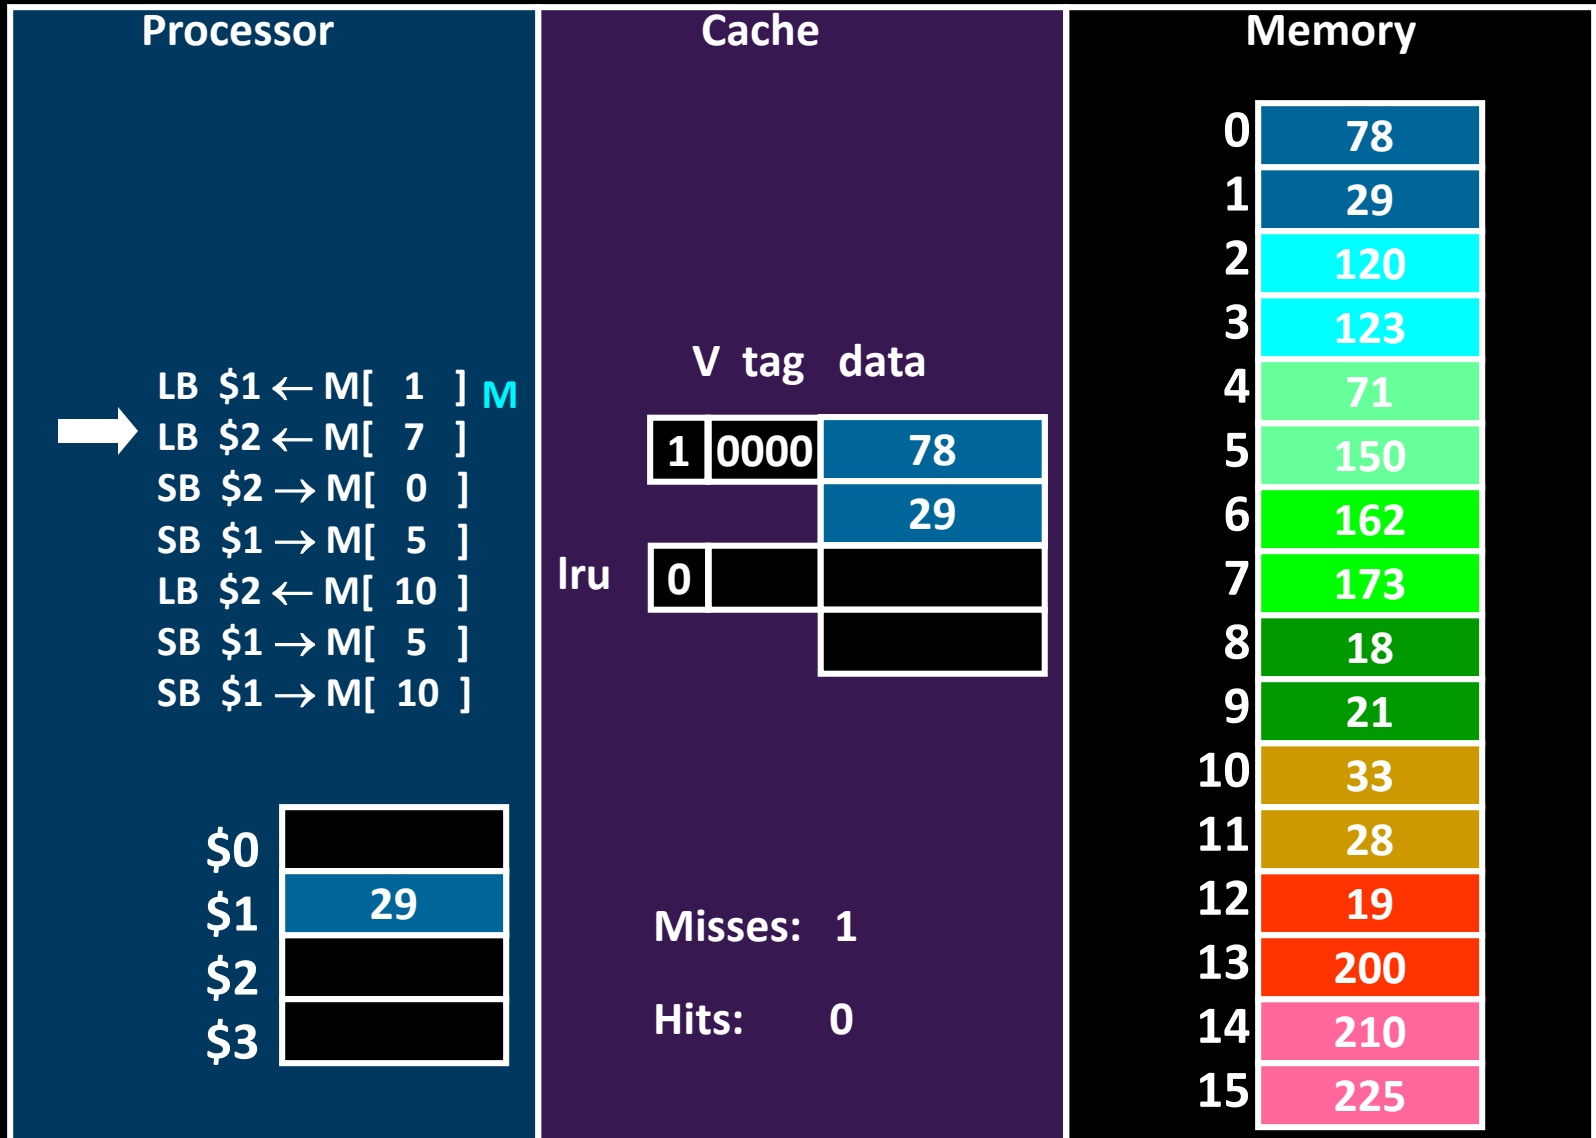 Processor
LB $1 ← M[ 1 ] M
LB $2 ← M[ 7 ]
SB $2 → M[ 0 ]
SB $1 → M[ 5 ]
LB $2 ← M[ 10 ]
SB $1 → M[ 5 ]
SB $1 → M[ 10 ]
$0
$1 29
$2
$3
Cache
V tag data
1 0000 78
29
lru 0
Misses: 1
Hits: 0
Memory
0 78
1 29
2 120
3 123
4 71
5 150
6 162
7 173
8 18
9 21
10 33
11 28
12 19
13 200
14 210
15 225